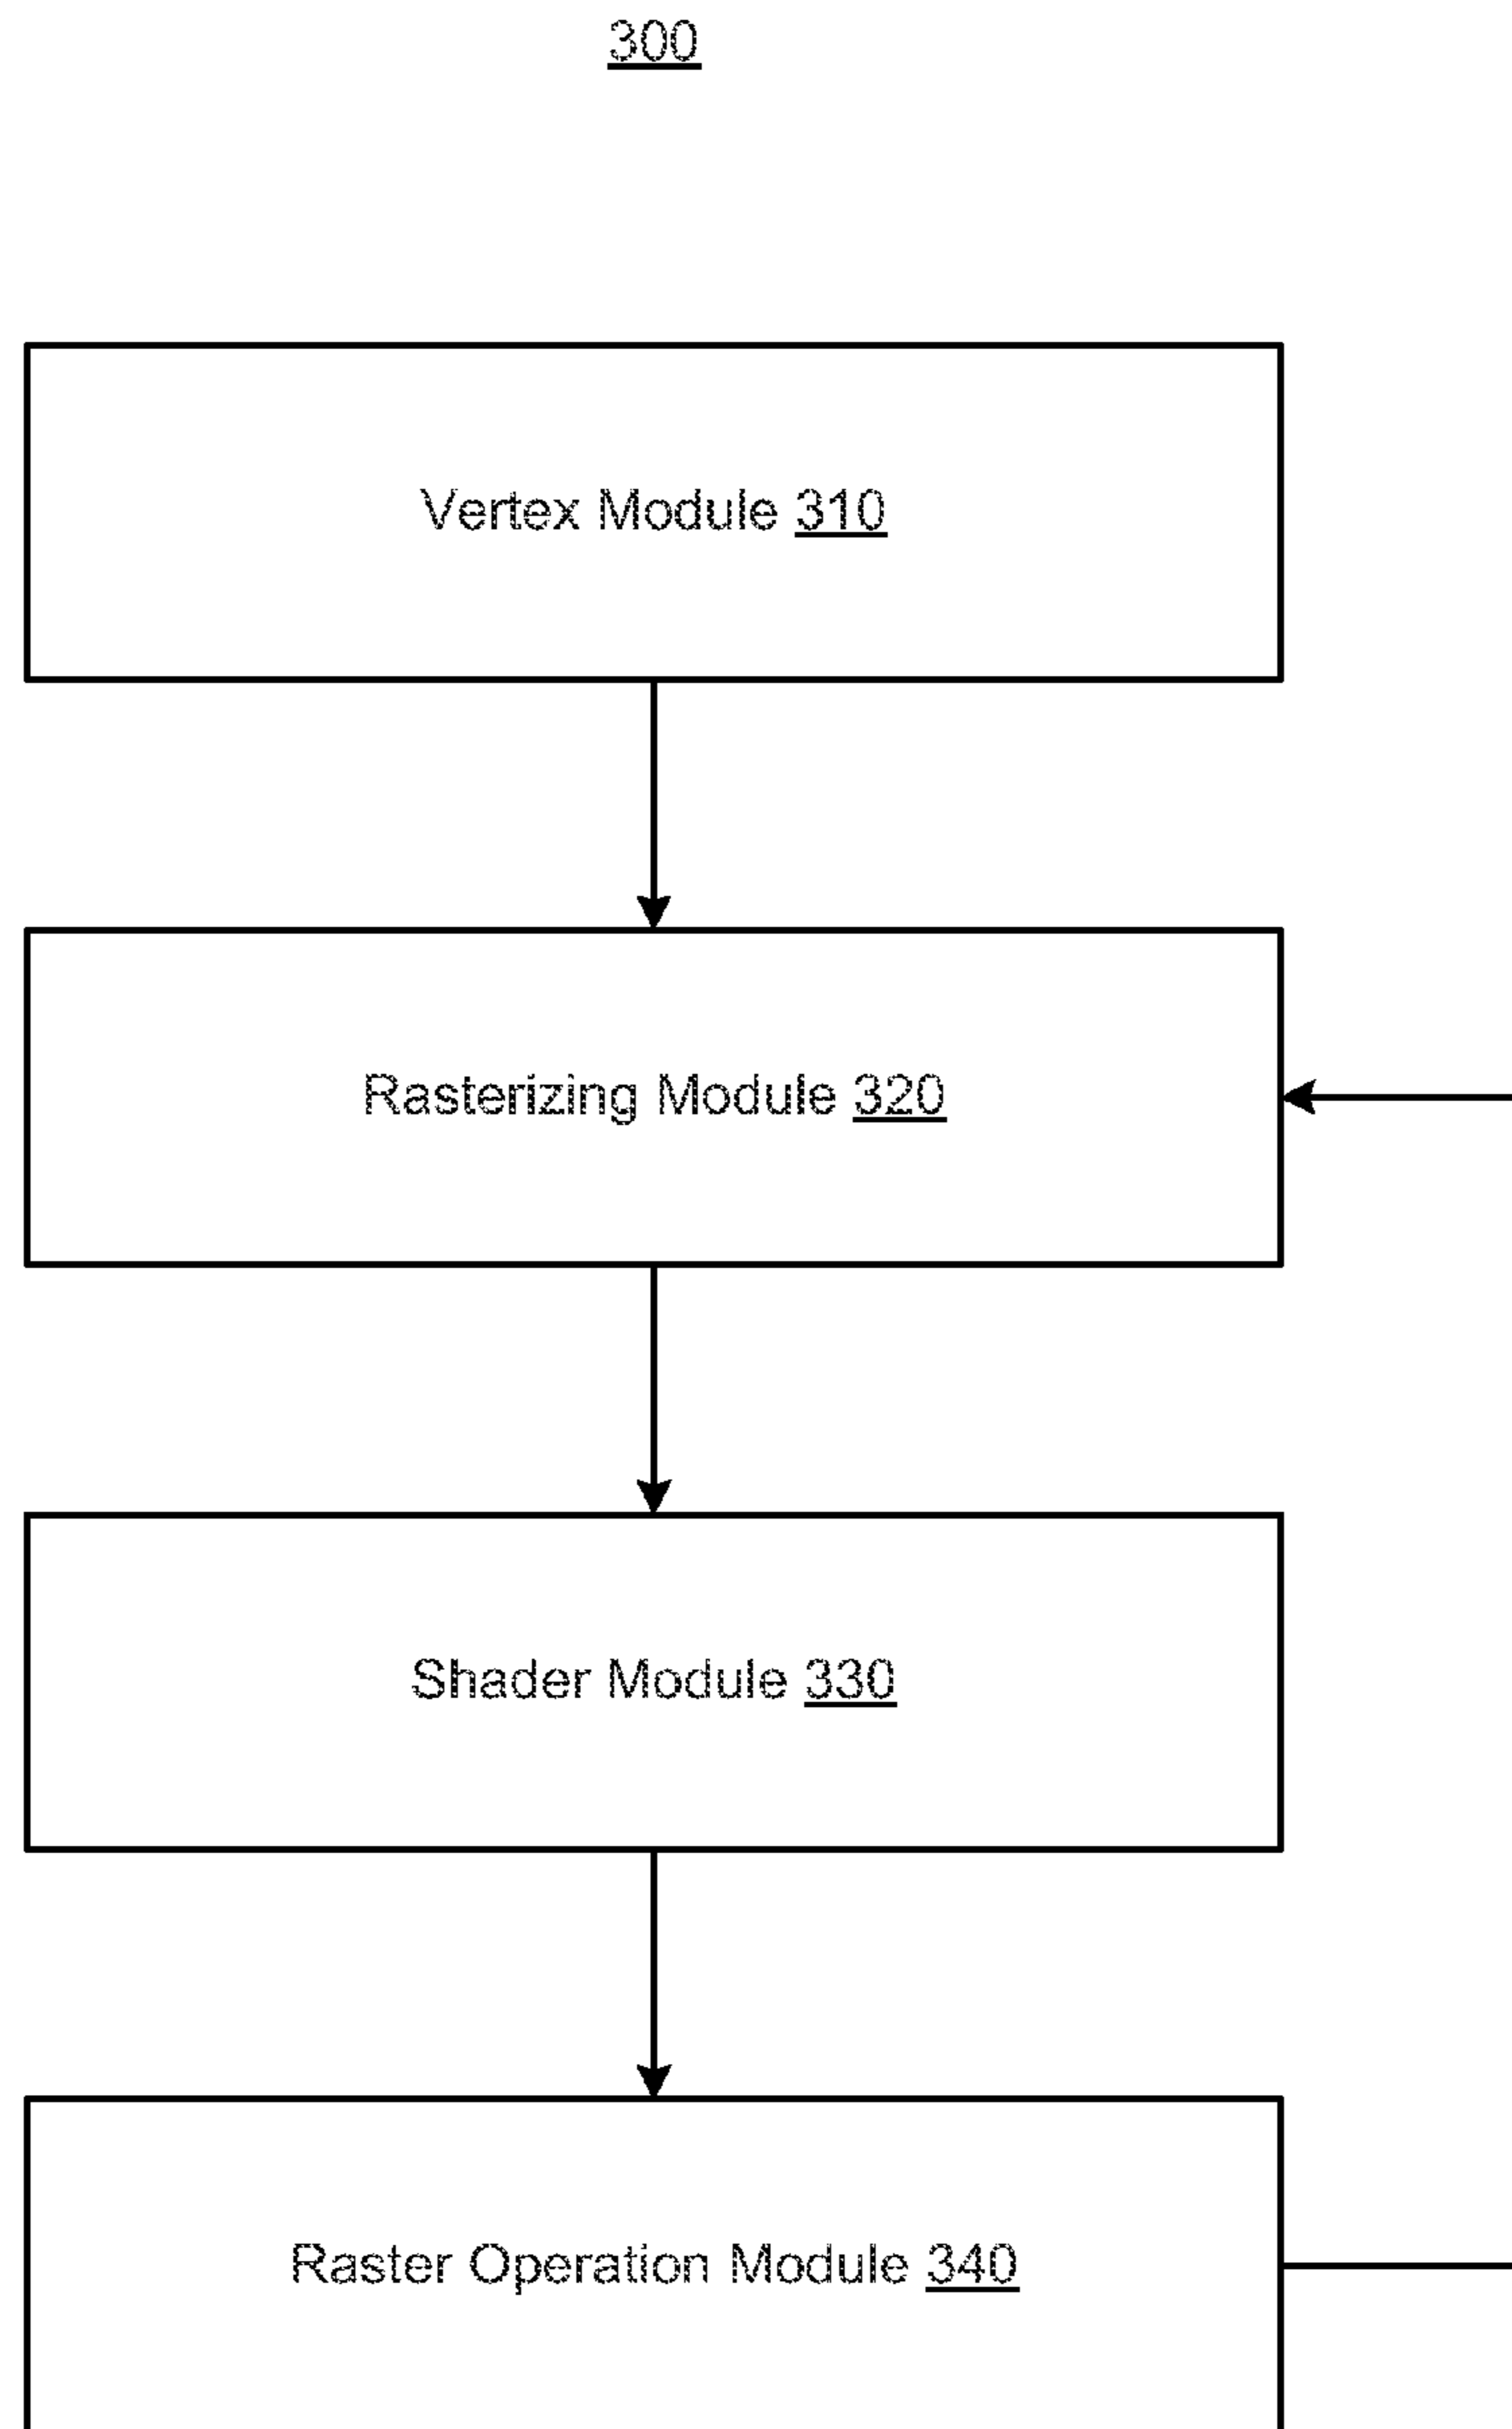 300
Vertex Module 310
Rasterizing Module 320
Shader Module 330
Raster Operation Module 340